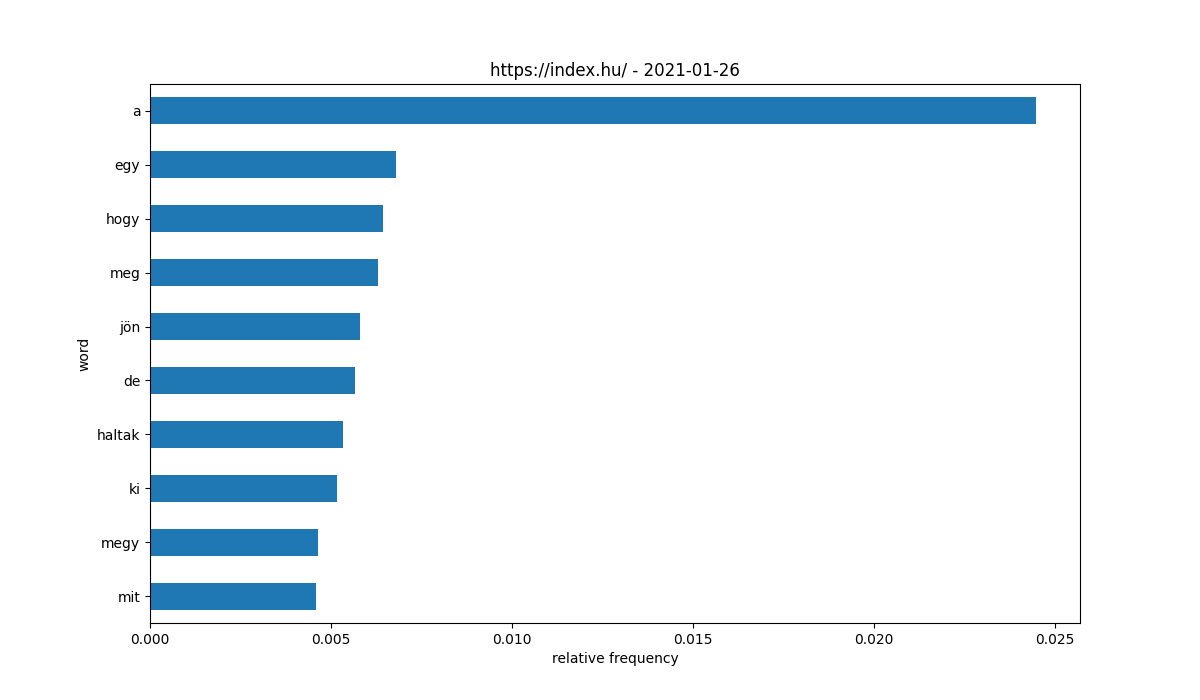 https://index.hu/ - 2021-01-26
a
egy
hogy
meg
jön
de
haltak
ki
megy
mit
word
0.000 0.005 0.010 0.015 0.020 0.025
relative frequency